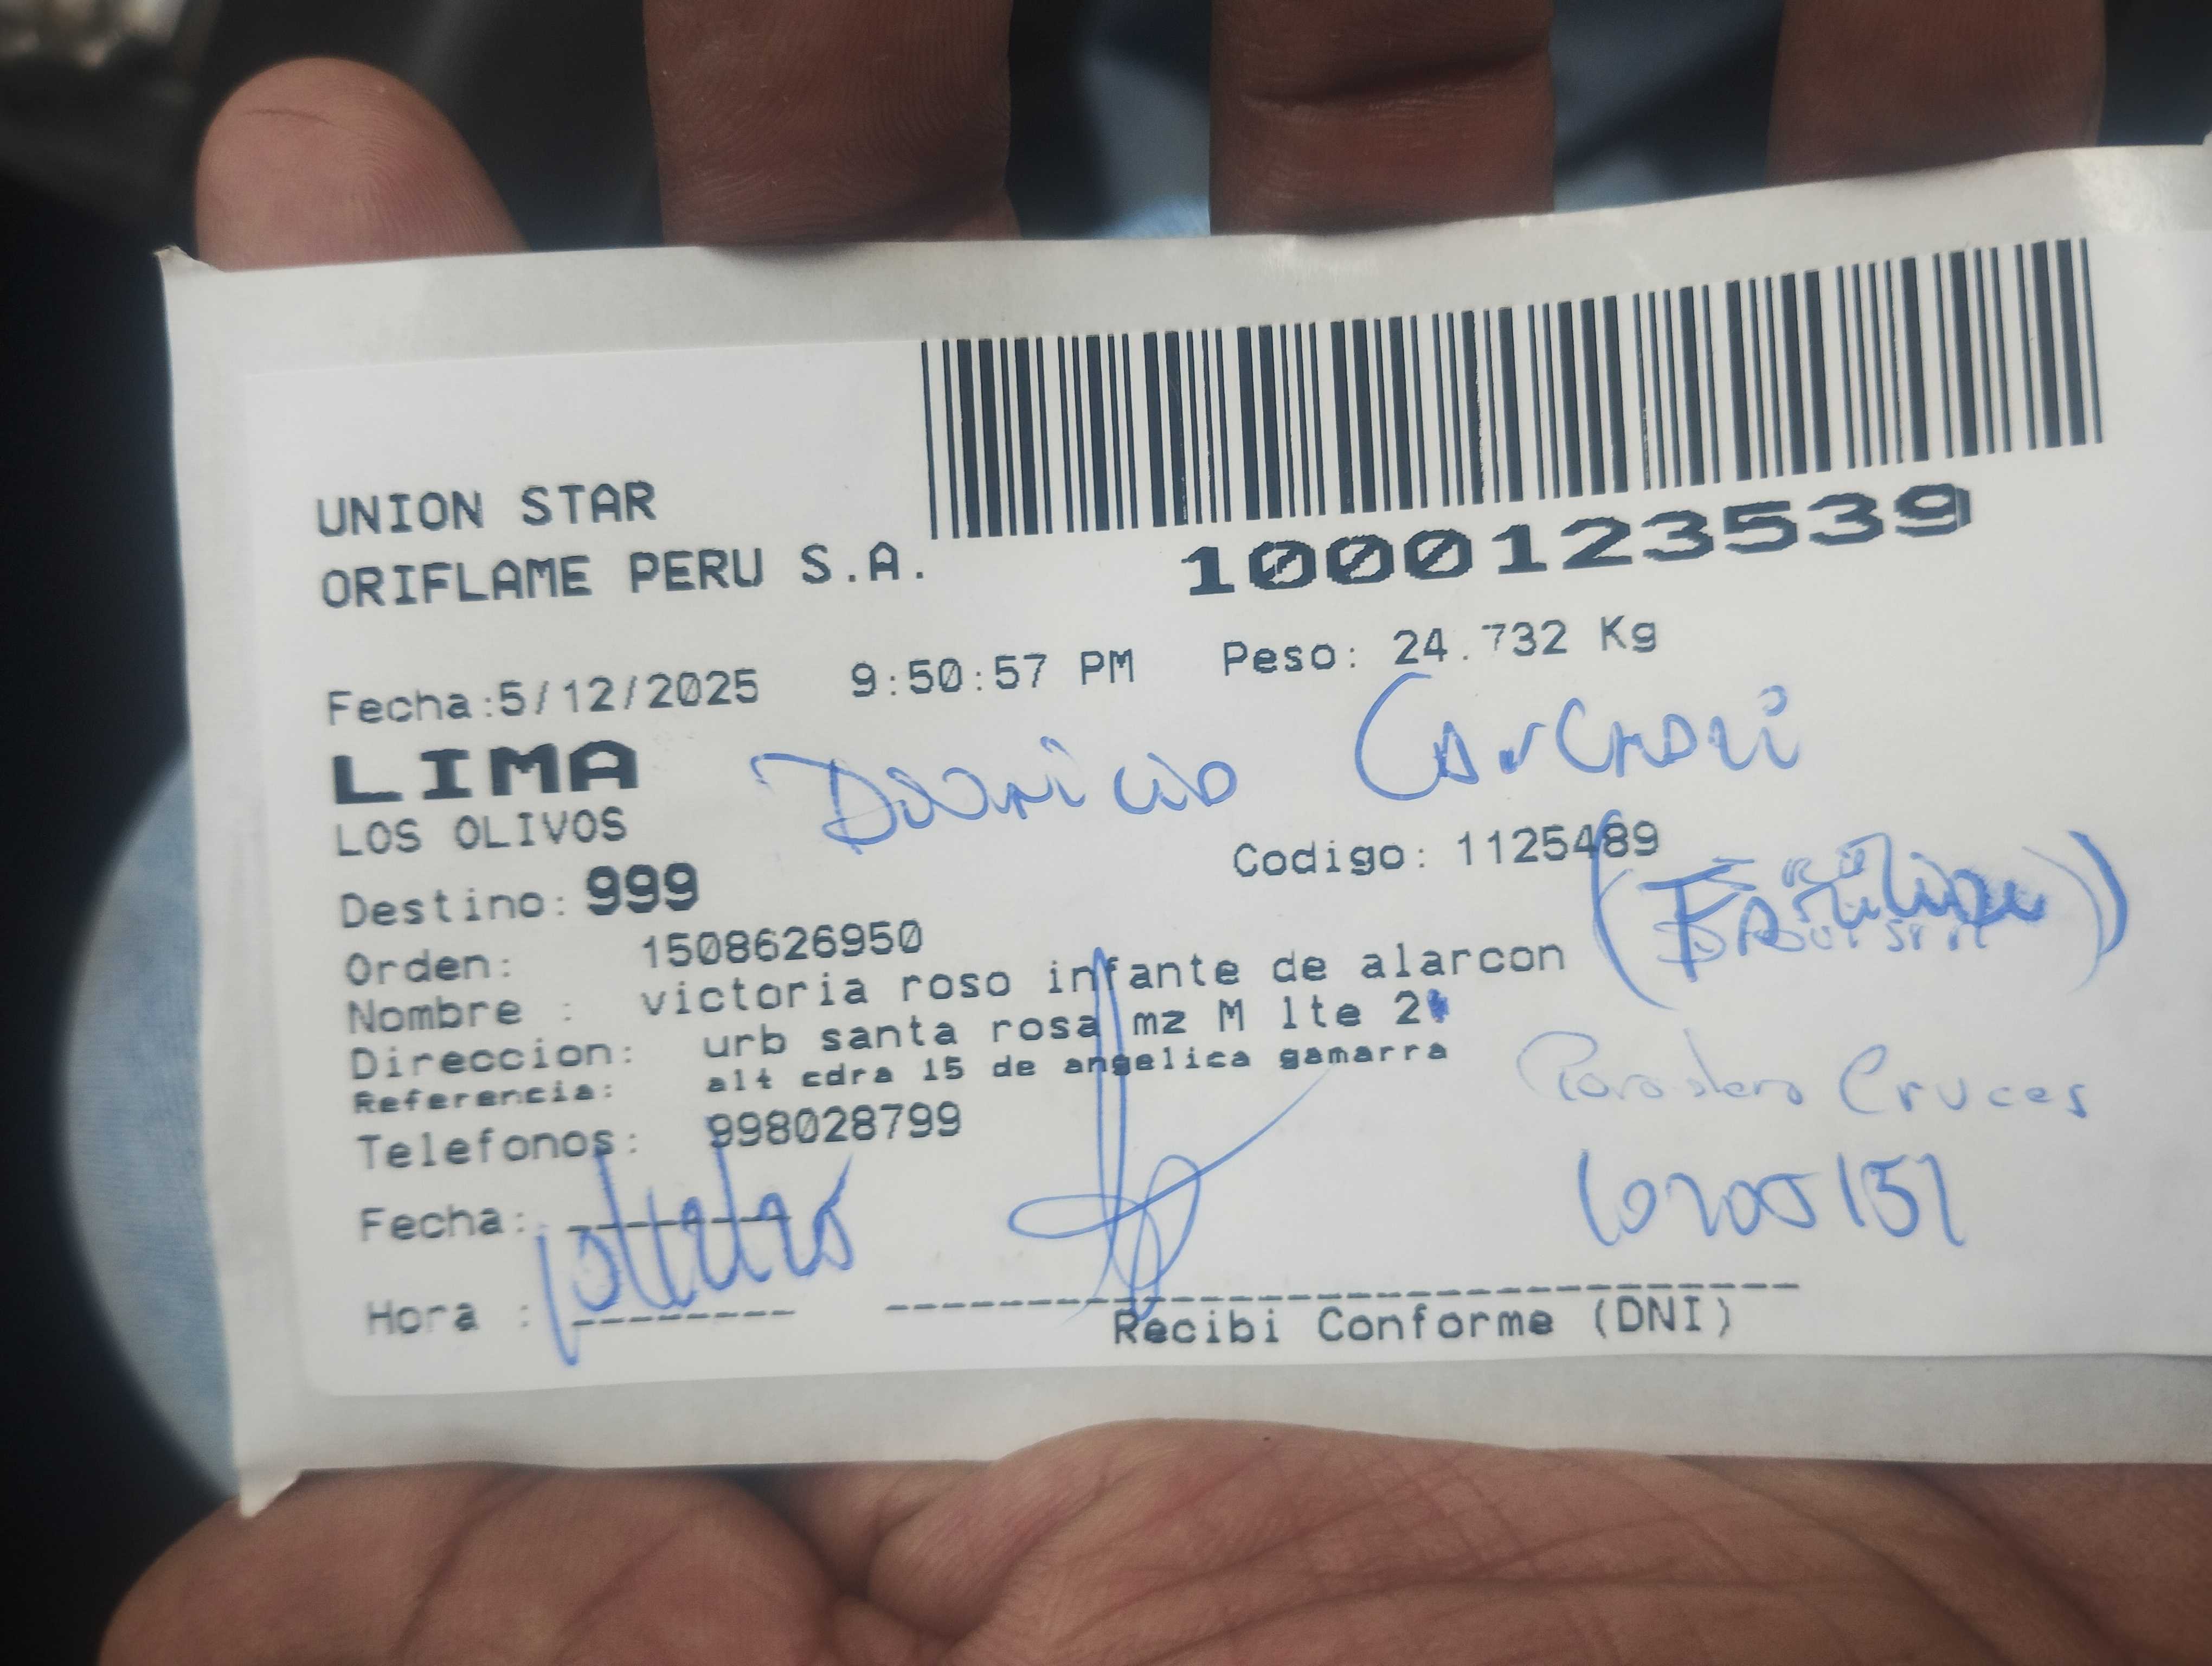 UNION STAR
ORIFLAME PERU S.A.
1000123539
Fecha:5/12/2025 9:50:57 PM Peso: 24.732 Kg
LIMA
LOS OLIVOS
Codigo: 1125489
Destino: 999
Orden: 1508626950
Nombre : victoria roso infante de alarcon
Direccion: urb santa rosa mz M lte 2
Referencia: alt cdra 15 de angelica gamarra
Telefonos: 998028799
Cruces
Fecha:
Hora :
Recibi Conforme (DNI)